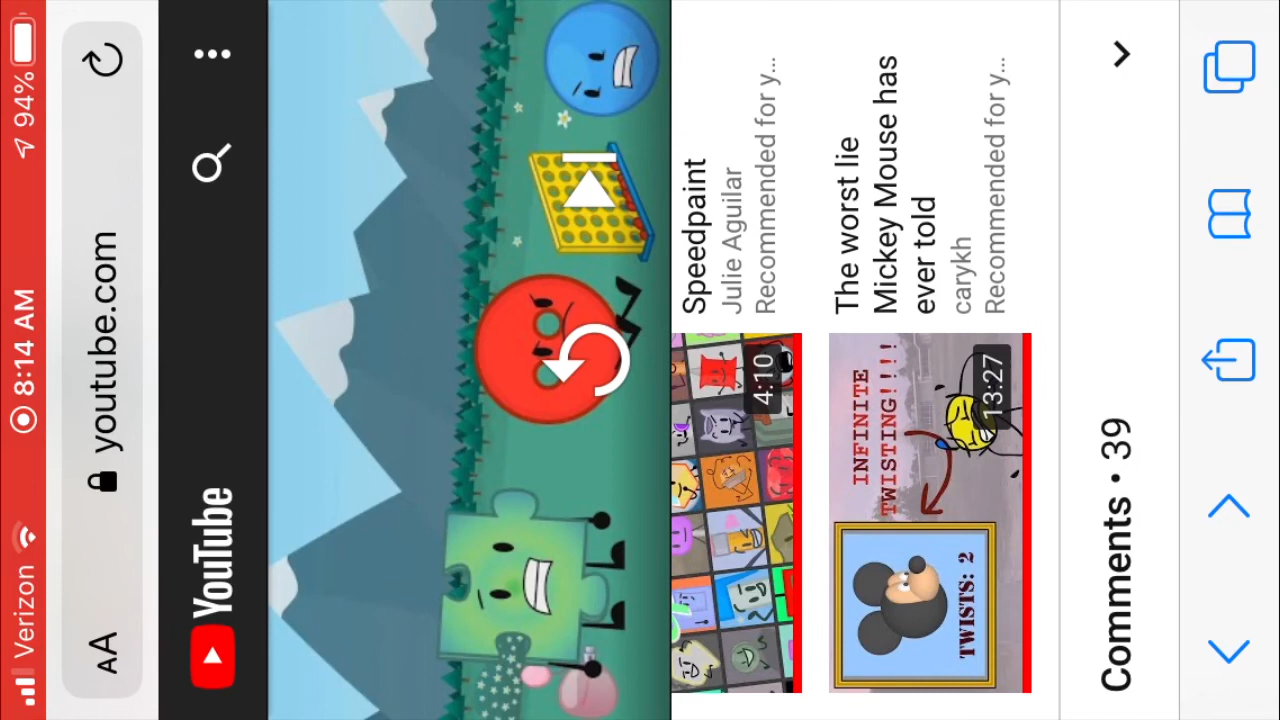 Verizon 8:14 AM 94%
AA youtube.com
YouTube
Speedpaint
Julie Aguilar
Recommended for y...
4:10
The worst lie
Mickey Mouse has
ever told
carykh
Recommended for y...
INFINITE
TWISTING!!!!
TWISTS: 2
13:27
Comments • 39